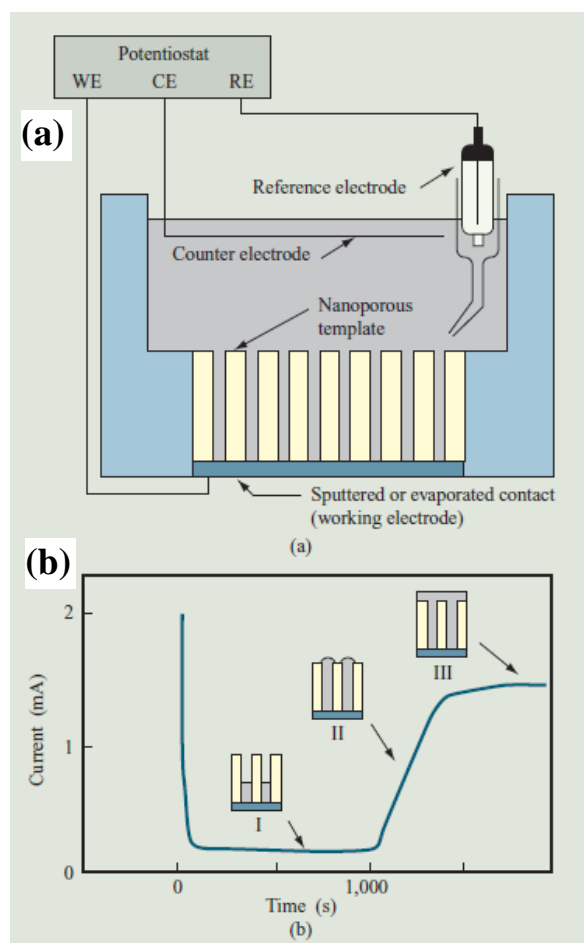 Potentiostat
WE CE RE
(a)
Reference electrode
Counter electrode
Nanoporous
template
Sputtered or evaporated contact
(working electrode)
(a)
(b)
2
III
II
Current (mA)
1
I
0
0 1,000
Time (s)
(b)